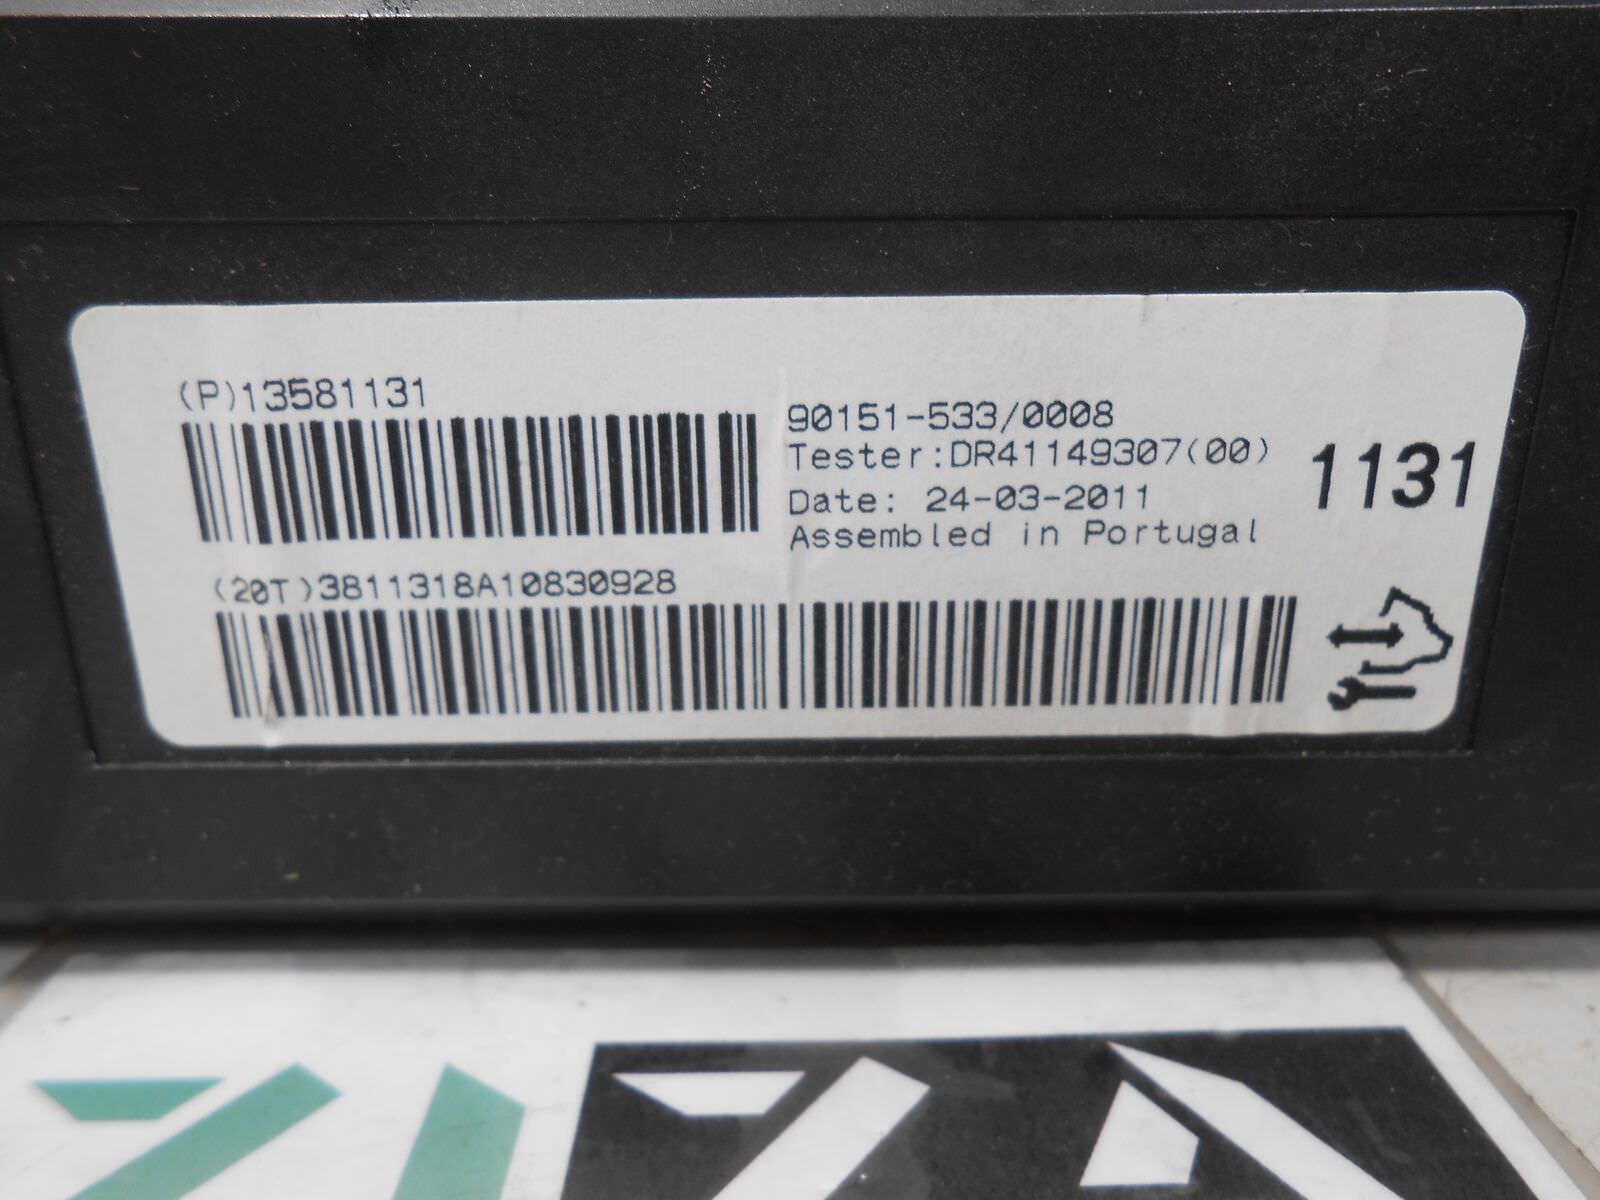 (P)13581131
90151-533/0008
Tester:DR41149307(00)
Date: 24-03-2011
Assembled in Portugal
1131
(20T)3811318A10830928